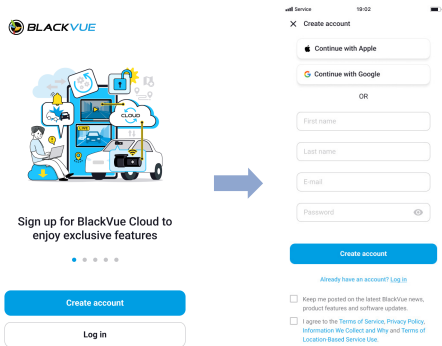 BLACKVUE
CLOUD
LIVE
Sign up for BlackVue Cloud to
enjoy exclusive features
Create account
Log in
Service 19:02
Create account
Continue with Apple
Continue with Google
OR
First name
Last name
E-mail
Password
Create account
Already have an account? Log in
Keep me posted on the latest BlackVue news,
product features and software updates.
I agree to the Terms of Service, Privacy Policy,
Information We Collect and Why and Terms of
Location-Based Service Use.